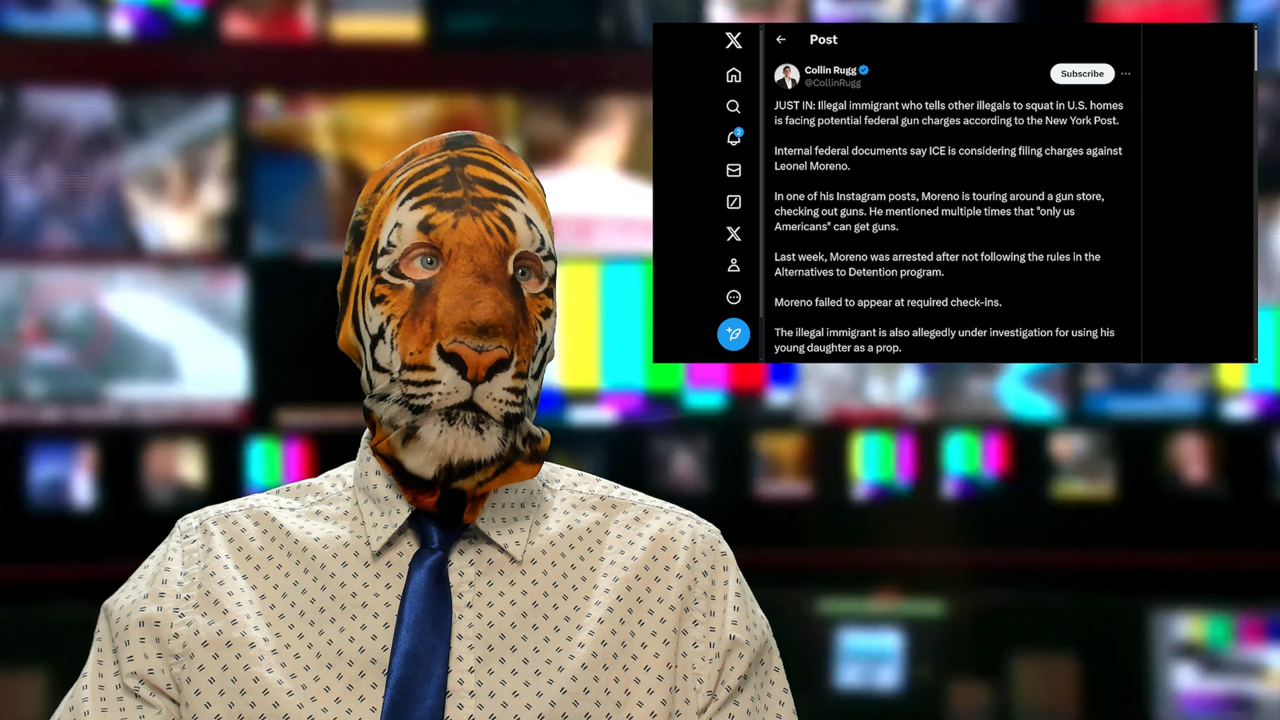 Post
Collin Rugg
@CollinRugg
Subscribe
JUST IN: Illegal immigrant who tells other illegals to squat in U.S. homes
is facing potential federal gun charges according to the New York Post.
Internal federal documents say ICE is considering filing charges against
Leonel Moreno.
In one of his Instagram posts, Moreno is touring around a gun store,
checking out guns. He mentioned multiple times that "only us
Americans" can get guns.
Last week, Moreno was arrested after not following the rules in the
Alternatives to Detention program.
Moreno failed to appear at required check-ins.
The illegal immigrant is also allegedly under investigation for using his
young daughter as a prop.
2